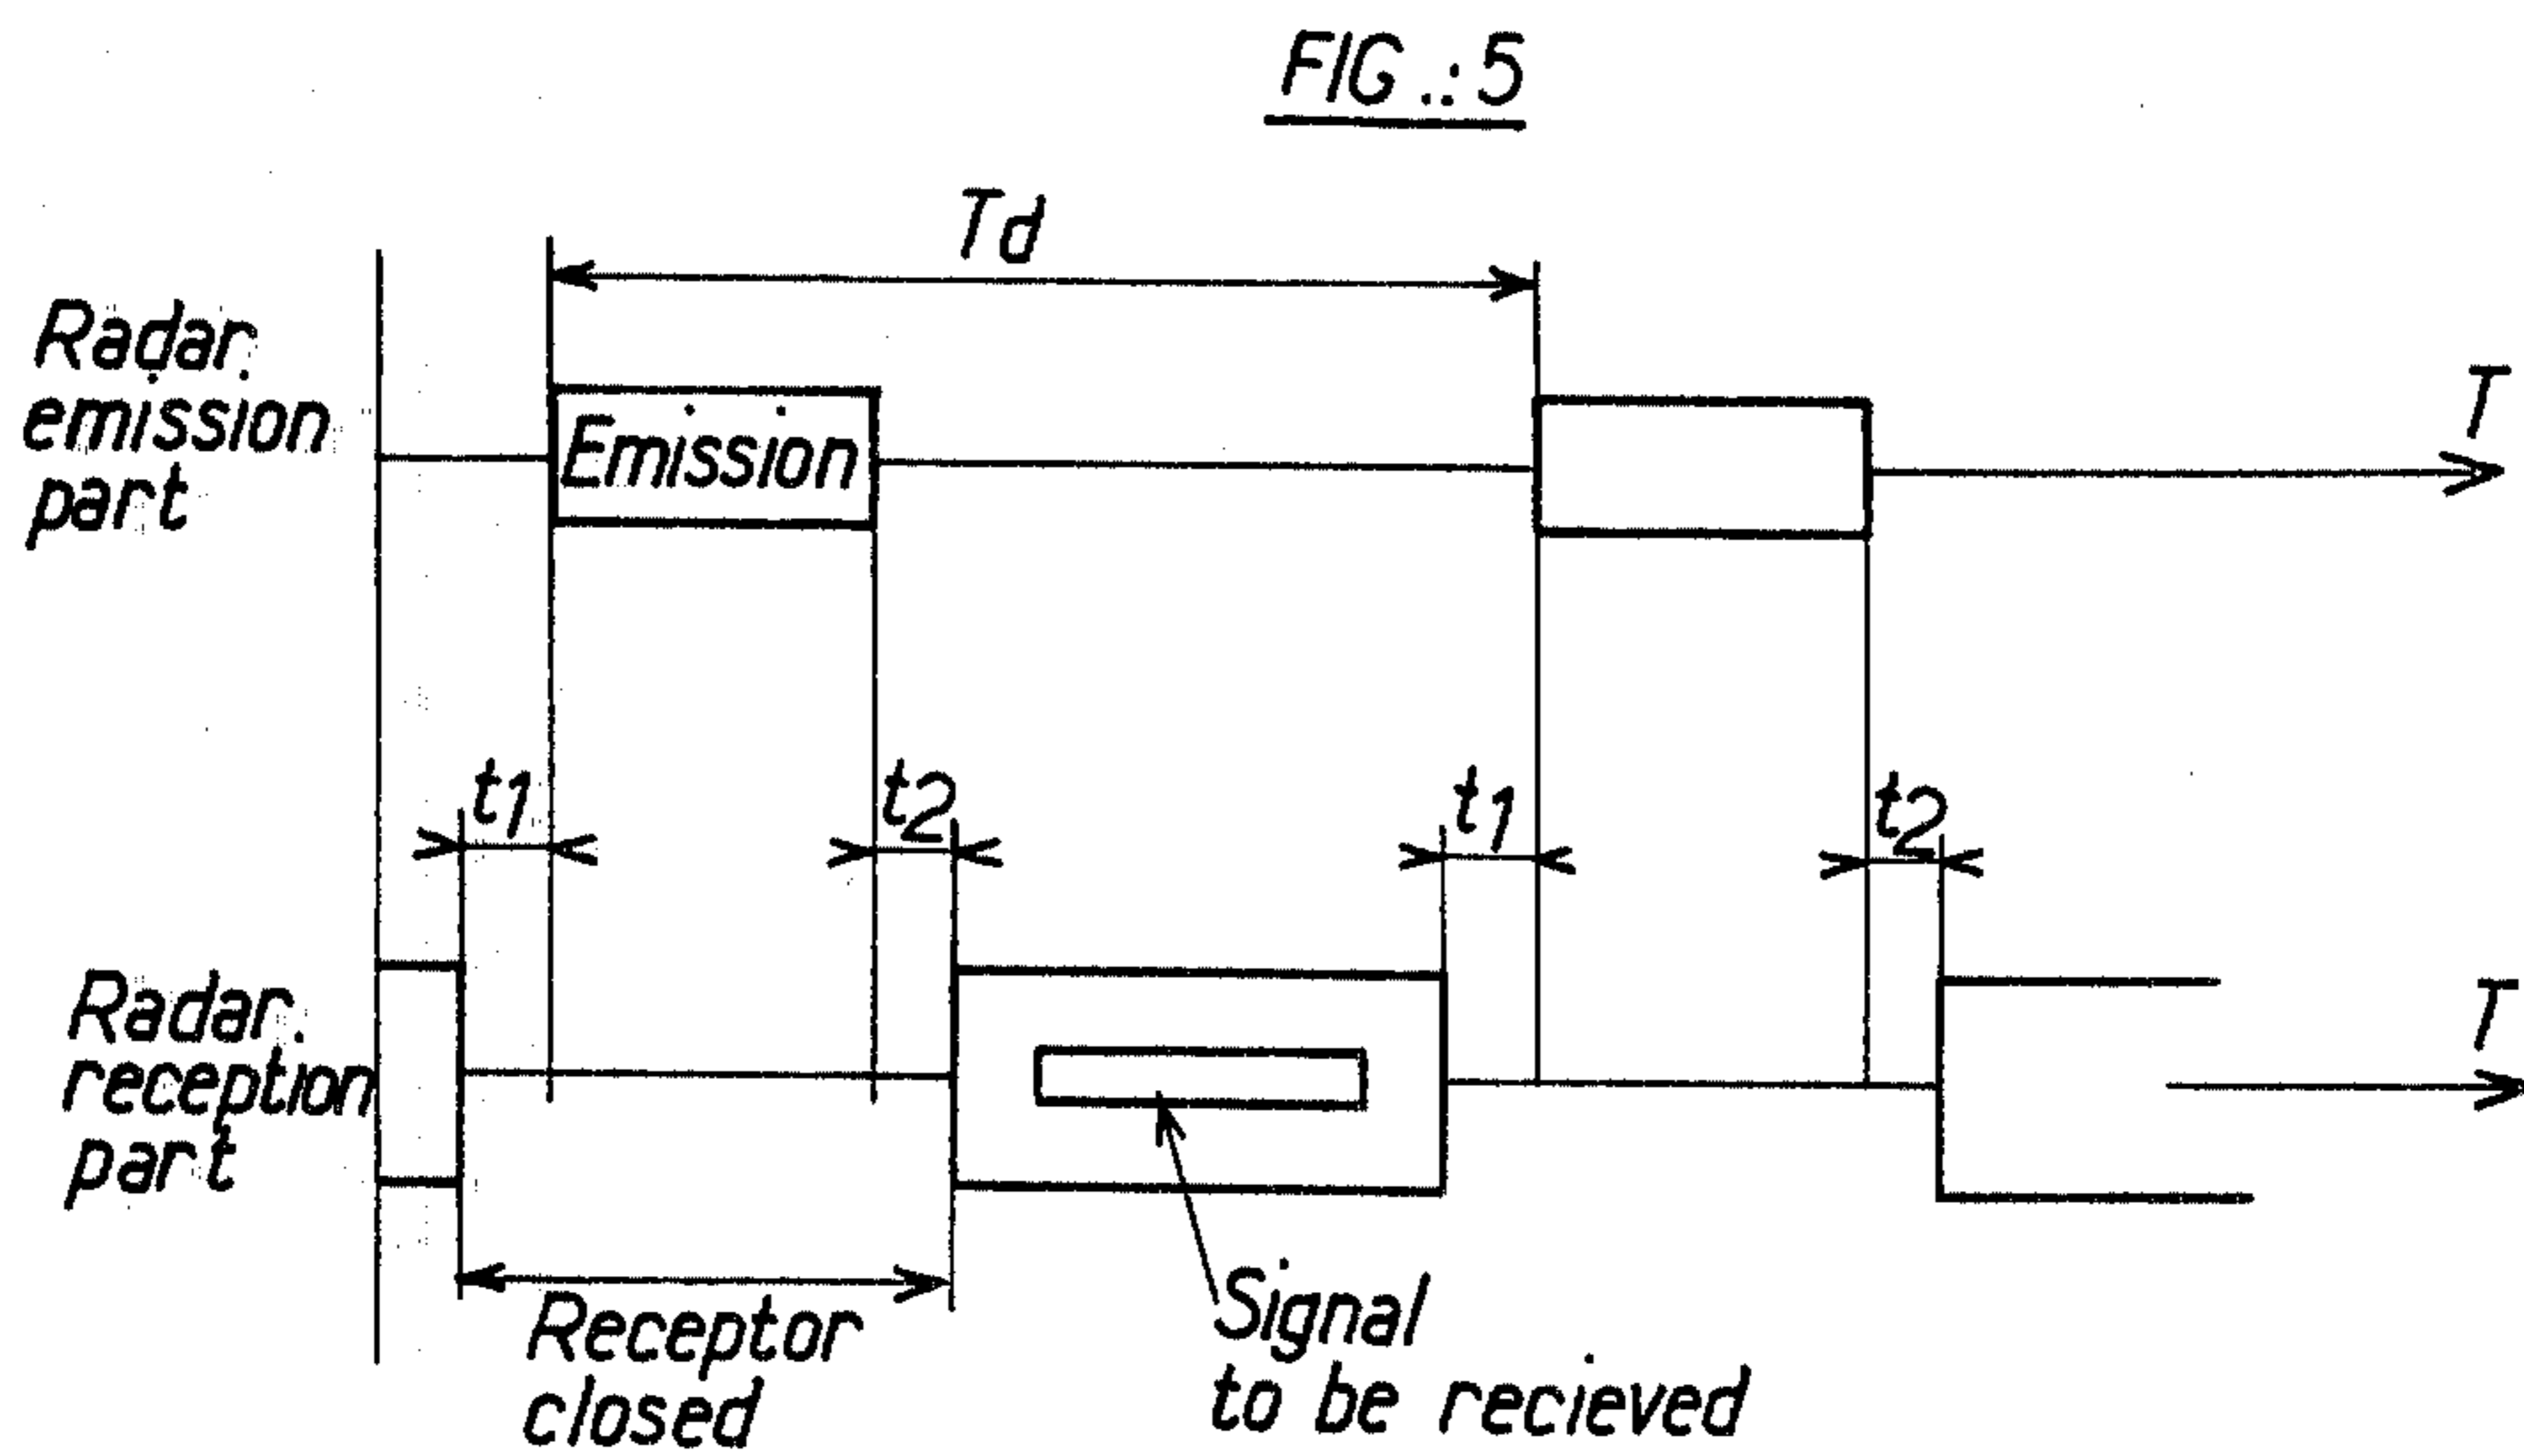 FIG.:5
Td
Radar
emission
part
Emission
T
t1
t2
t1
t2
Radar
reception
part
T
Receptor
closed
Signal
to be recieved